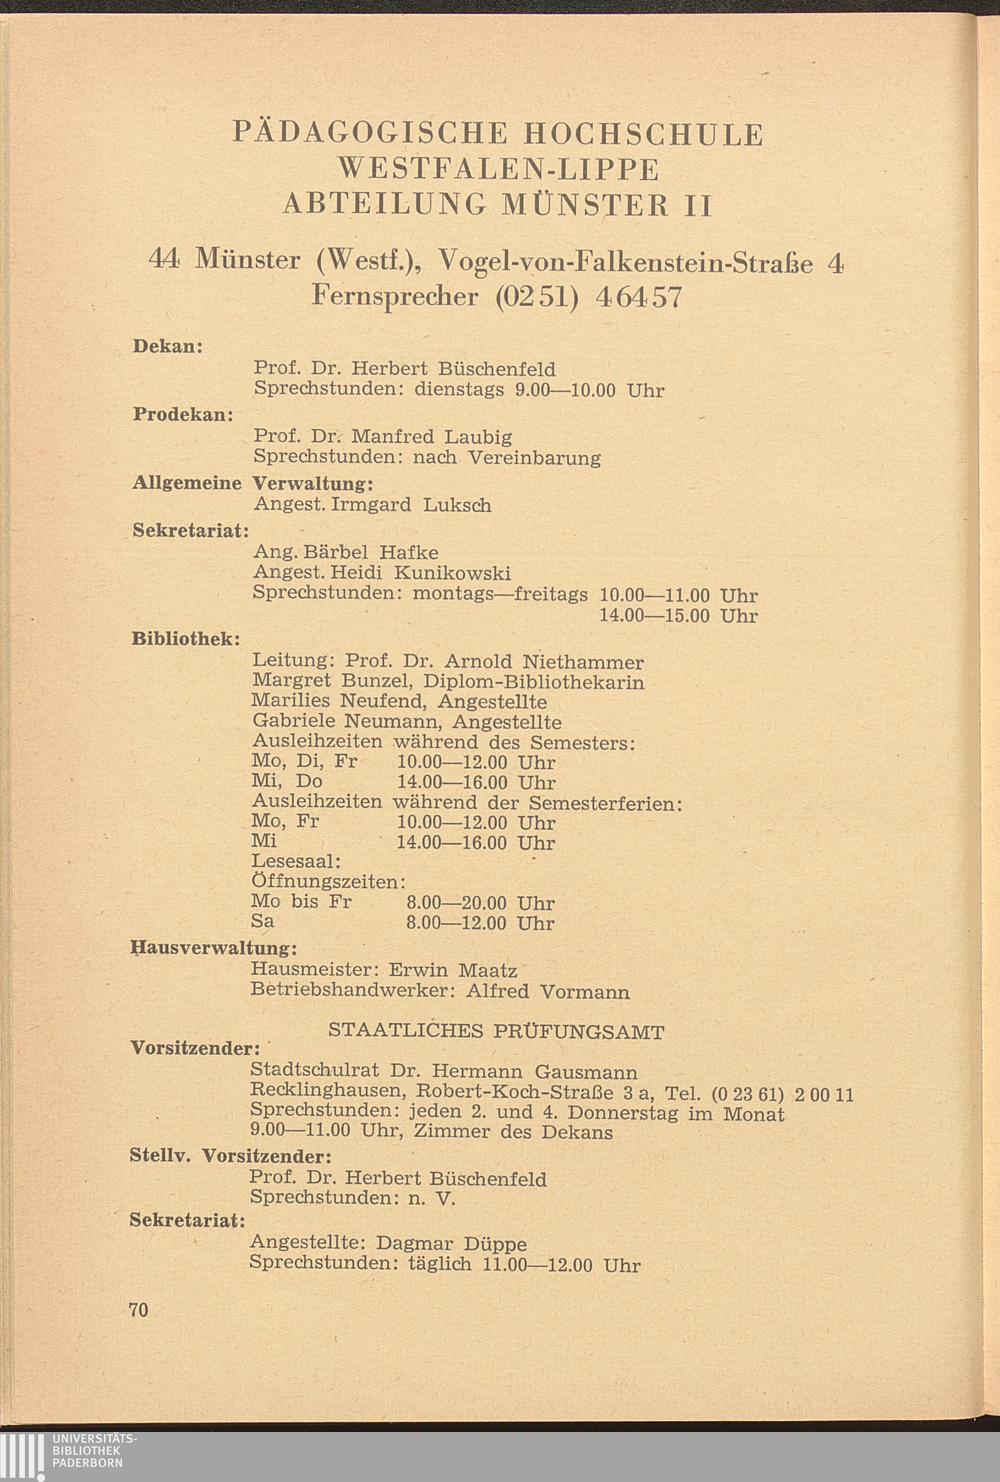 PÄDAGOGISCHE HOCHSCHULE
WESTFALEN-LIPPE
ABTEILUNG MÜNSTER II
44 Münster (Westf.), Vogel-von-Falkenstein-Straße 4
Fernsprecher (02 51) 4 64 57
Dekan:
Prof. Dr. Herbert Büschenfeld
Sprechstunden: dienstags 9.00—10.00 Uhr
Prodekan:
Prof. Dr. Manfred Laubig
Sprechstunden: nach Vereinbarung
Allgemeine Verwaltung:
Angest. Irmgard Luksch
Sekretariat:
Ang. Bärbel Hafke
Angest. Heidi Kunikowski
Sprechstunden: montags—freitags 10.00—11.00 Uhr
14.00—15.00 Uhr
Bibliothek:
Leitung: Prof. Dr. Arnold Niethammer
Margret Bunzel, Diplom-Bibliothekarin
Marilies Neufend, Angestellte
Gabriele Neumann, Angestellte
Ausleihzeiten während des Semesters:
Mo, Di, Fr 10.00—12.00 Uhr
Mi, Do 14.00—16.00 Uhr
Ausleihzeiten während der Semesterferien:
Mo, Fr 10.00—12.00 Uhr
Mi 14.00—16.00 Uhr
Lesesaal:
Öffnungszeiten:
Mo bis Fr 8.00—20.00 Uhr
Sa 8.00—12.00 Uhr
Hausverwaltung:
Hausmeister: Erwin Maatz
Betriebshandwerker: Alfred Vormann
STAATLICHES PRÜFUNGSAMT
Vorsitzender:
Stadtschulrat Dr. Hermann Gausmann
Recklinghausen, Robert-Koch-Straße 3 a, Tel. (0 23 61) 2 00 11
Sprechstunden: jeden 2. und 4. Donnerstag im Monat
9.00—11.00 Uhr, Zimmer des Dekans
Stellv. Vorsitzender:
Prof. Dr. Herbert Büschenfeld
Sprechstunden: n. V.
Sekretariat:
Angestellte: Dagmar Düppe
Sprechstunden: täglich 11.00—12.00 Uhr
70
UNIVERSITÄTS-
BIBLIOTHEK
PADERBORN